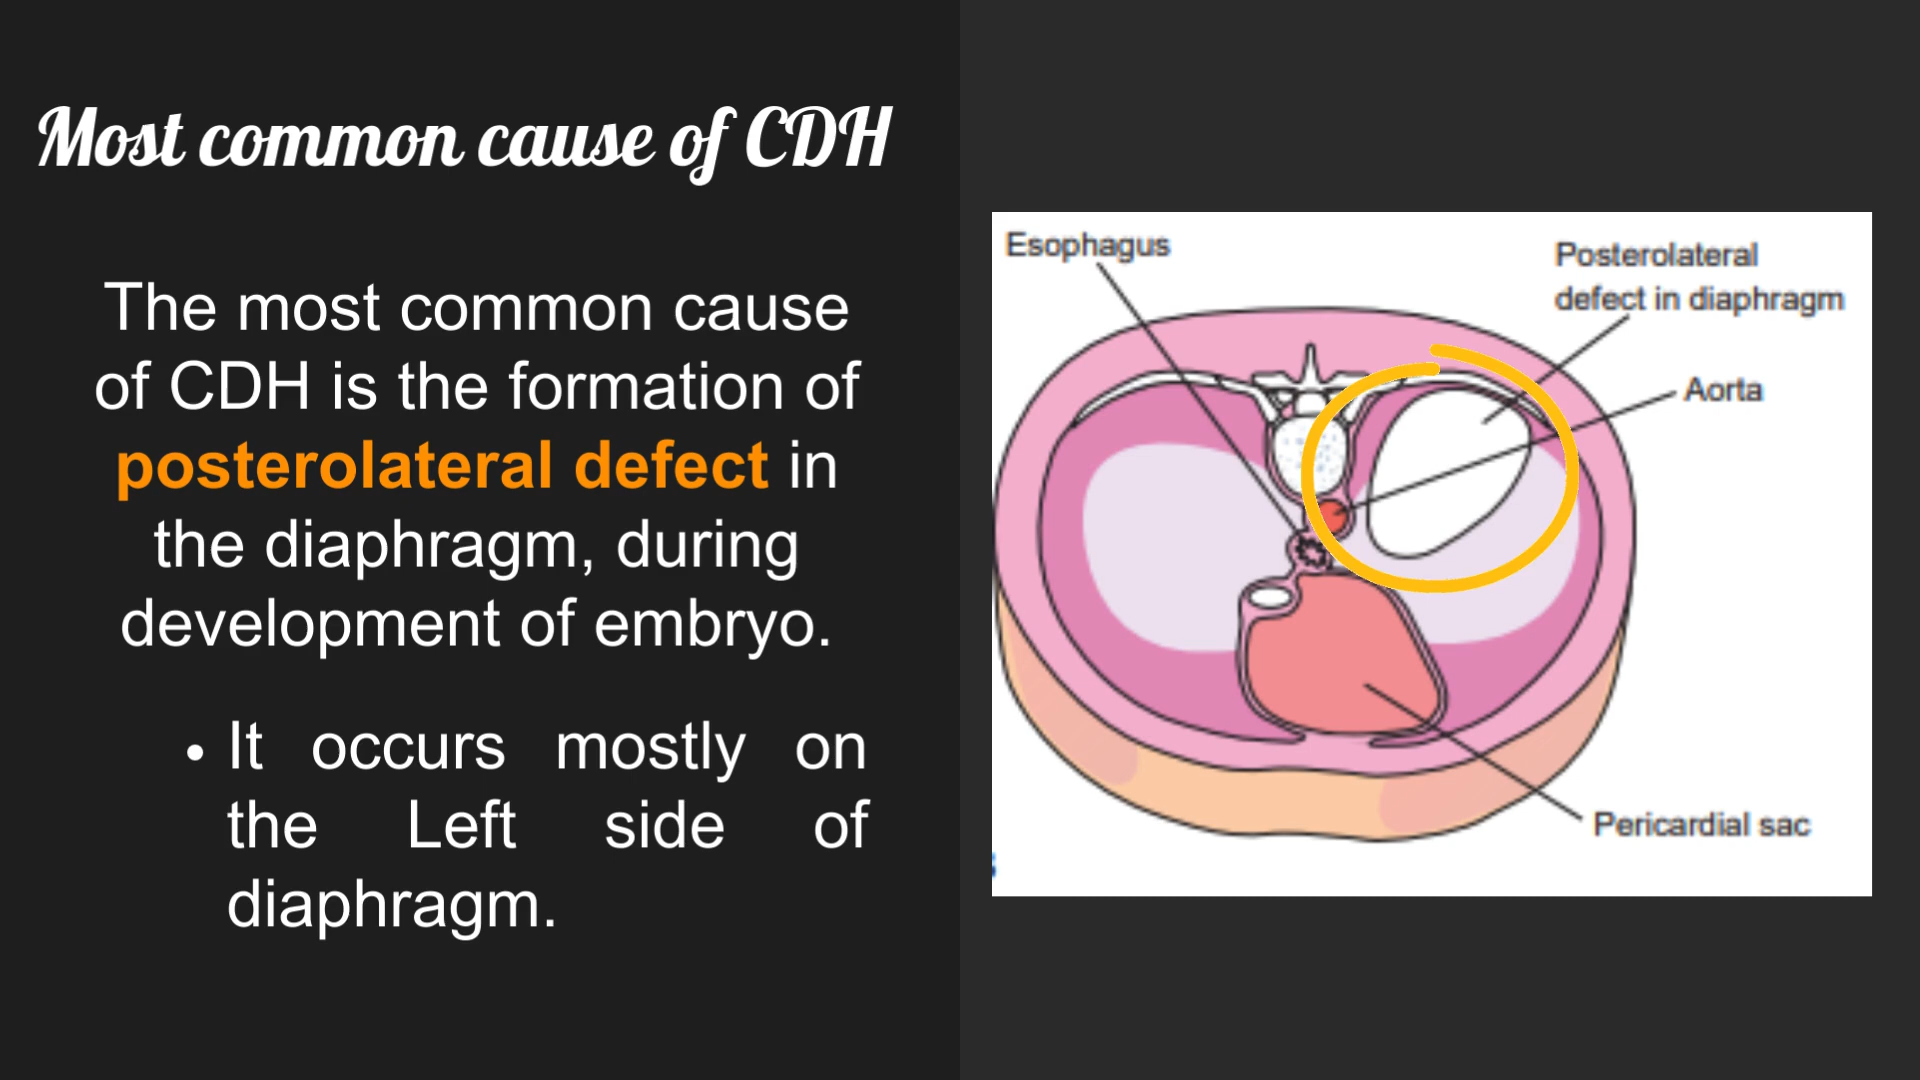 Most common cause of CDH
The most common cause
of CDH is the formation of
posterolateral defect in
the diaphragm, during
development of embryo.
• It occurs mostly on
the Left side of
diaphragm.
Esophagus
Posterolateral
defect in diaphragm
Aorta
Pericardial sac